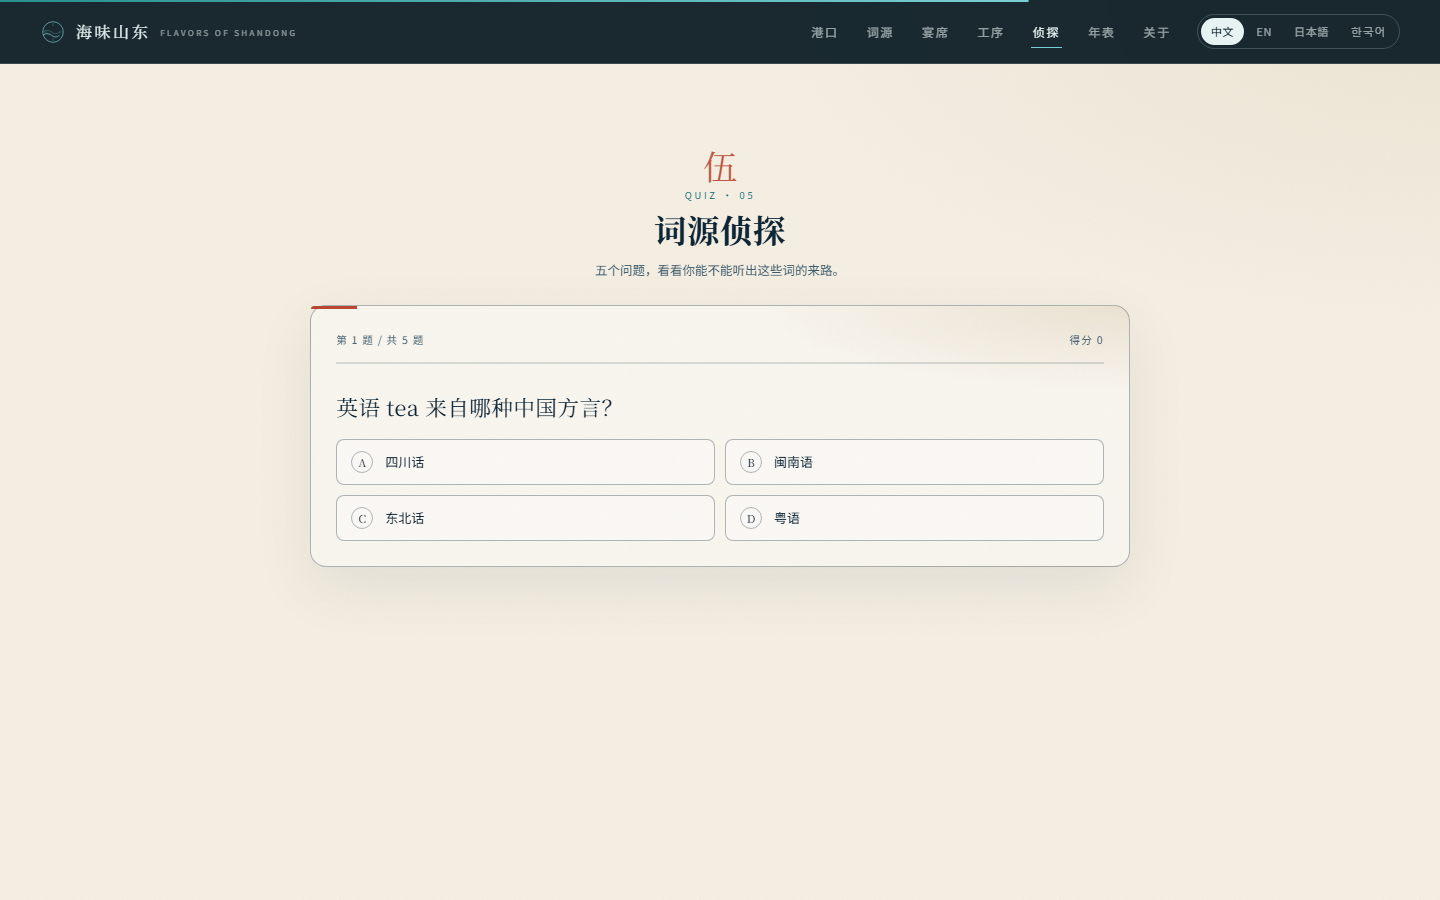 海味山东 FLAVORS OF SHANDONG
港口 词源 宴席 工序 侦探 年表 关于 中文 EN 日本語 한국어
伍
QUIZ · 05
词源侦探
五个问题，看看你能不能听出这些词的来路。
第 1 题 / 共 5 题 得分 0
英语 tea 来自哪种中国方言？
A 四川话
B 闽南语
C 东北话
D 粤语